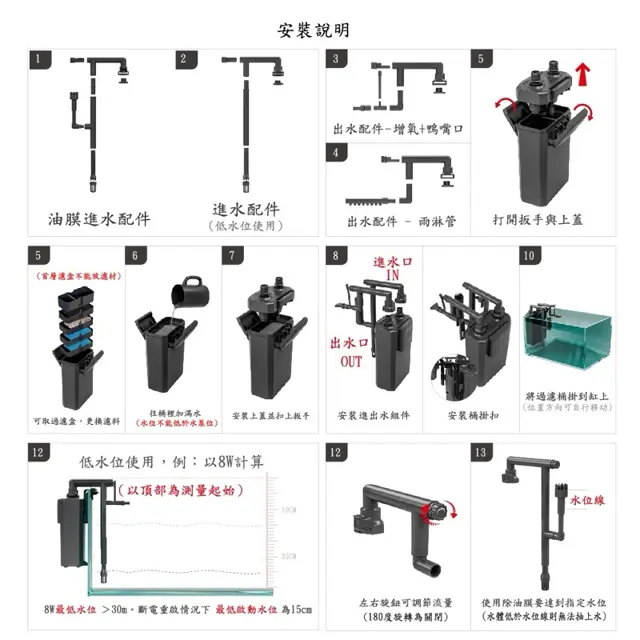 安裝說明
1
油膜進水配件
2
進水配件
(低水位使用)
3
出水配件-增氧+鴨嘴口
4
出水配件 - 雨淋管
5
打開扳手與上蓋
5
(首層濾盒不能放濾材)
可取過濾盒，更換濾料
6
往桶裡加滿水
(水位不能低於水泵位)
7
安裝上蓋並扣上扳手
8
進水口
IN
出水口
OUT
安裝進出水組件
9
安裝桶掛扣
10
將過濾桶掛到缸上
(位置方向可自行移動)
12
低水位使用，例：以8W計算
(以頂部為測量起始)
10CM
25CM
8W最低水位 >30m，斷電重啟情況下 最低啟動水位 為15cm
12
左右旋鈕可調節流量
(180度旋轉為關閉)
13
水位線
使用除油膜要達到指定水位
(水體低於水位線則無法抽上水)